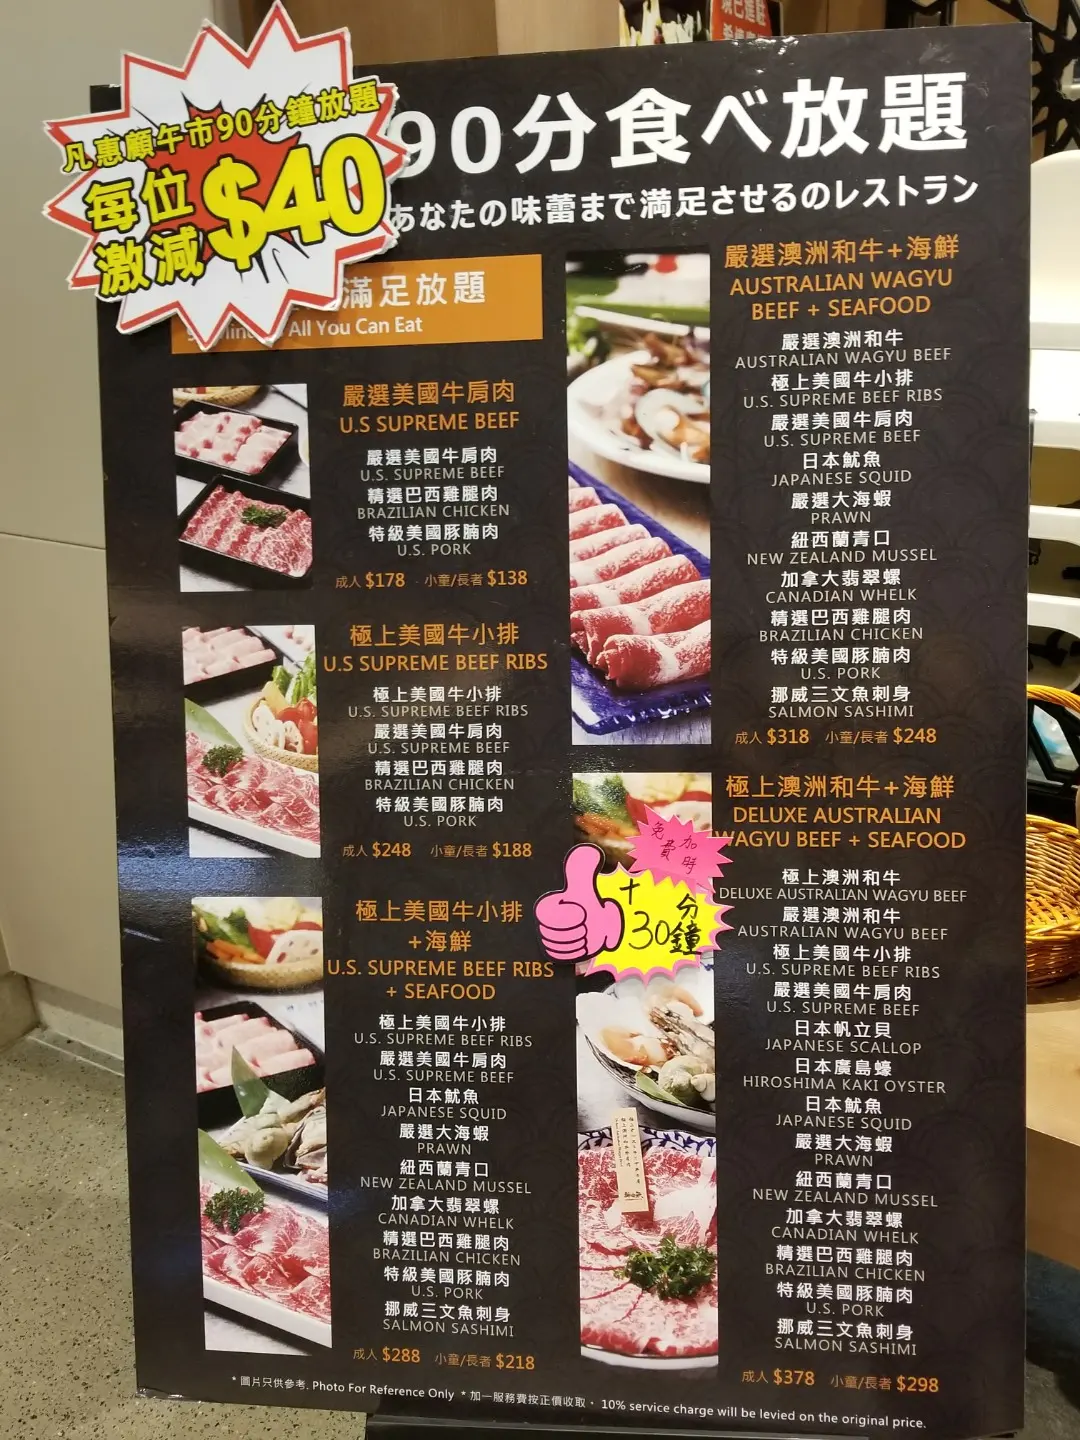 現已進駐
凡惠顧午市90分鐘放題
每位
激減 $40
90分食べ放題
あなたの味蕾まで満足させるのレストラン
滿足放題
All You Can Eat
嚴選美國牛肩肉
U.S SUPREME BEEF
嚴選美國牛肩肉
U.S. SUPREME BEEF
精選巴西雞腿肉
BRAZILIAN CHICKEN
特級美國豚腩肉
U.S. PORK
成人 $178 小童/長者 $138
極上美國牛小排
U.S SUPREME BEEF RIBS
極上美國牛小排
U.S. SUPREME BEEF RIBS
嚴選美國牛肩肉
U.S. SUPREME BEEF
精選巴西雞腿肉
BRAZILIAN CHICKEN
特級美國豚腩肉
U.S. PORK
成人 $248 小童/長者 $188
極上美國牛小排
+海鮮
U.S. SUPREME BEEF RIBS
+ SEAFOOD
極上美國牛小排
U.S. SUPREME BEEF RIBS
嚴選美國牛肩肉
U.S. SUPREME BEEF
日本魷魚
JAPANESE SQUID
嚴選大海蝦
PRAWN
紐西蘭青口
NEW ZEALAND MUSSEL
加拿大翡翠螺
CANADIAN WHELK
精選巴西雞腿肉
BRAZILIAN CHICKEN
特級美國豚腩肉
U.S. PORK
挪威三文魚刺身
SALMON SASHIMI
成人 $288 小童/長者 $218
嚴選澳洲和牛+海鮮
AUSTRALIAN WAGYU
BEEF + SEAFOOD
嚴選澳洲和牛
AUSTRALIAN WAGYU BEEF
極上美國牛小排
U.S. SUPREME BEEF RIBS
嚴選美國牛肩肉
U.S. SUPREME BEEF
日本魷魚
JAPANESE SQUID
嚴選大海蝦
PRAWN
紐西蘭青口
NEW ZEALAND MUSSEL
加拿大翡翠螺
CANADIAN WHELK
精選巴西雞腿肉
BRAZILIAN CHICKEN
特級美國豚腩肉
U.S. PORK
挪威三文魚刺身
SALMON SASHIMI
成人 $318 小童/長者 $248
極上澳洲和牛+海鮮
DELUXE AUSTRALIAN
WAGYU BEEF + SEAFOOD
免費加時
+30分鐘
極上澳洲和牛
DELUXE AUSTRALIAN WAGYU BEEF
嚴選澳洲和牛
AUSTRALIAN WAGYU BEEF
極上美國牛小排
U.S. SUPREME BEEF RIBS
嚴選美國牛肩肉
U.S. SUPREME BEEF
日本帆立貝
JAPANESE SCALLOP
日本廣島蠔
HIROSHIMA KAKI OYSTER
日本魷魚
JAPANESE SQUID
嚴選大海蝦
PRAWN
紐西蘭青口
NEW ZEALAND MUSSEL
加拿大翡翠螺
CANADIAN WHELK
精選巴西雞腿肉
BRAZILIAN CHICKEN
特級美國豚腩肉
U.S. PORK
挪威三文魚刺身
SALMON SASHIMI
成人 $378 小童/長者 $298
* 圖片只供參考. Photo For Reference Only * 加一服務費按正價收取。 10% service charge will be levied on the original price.